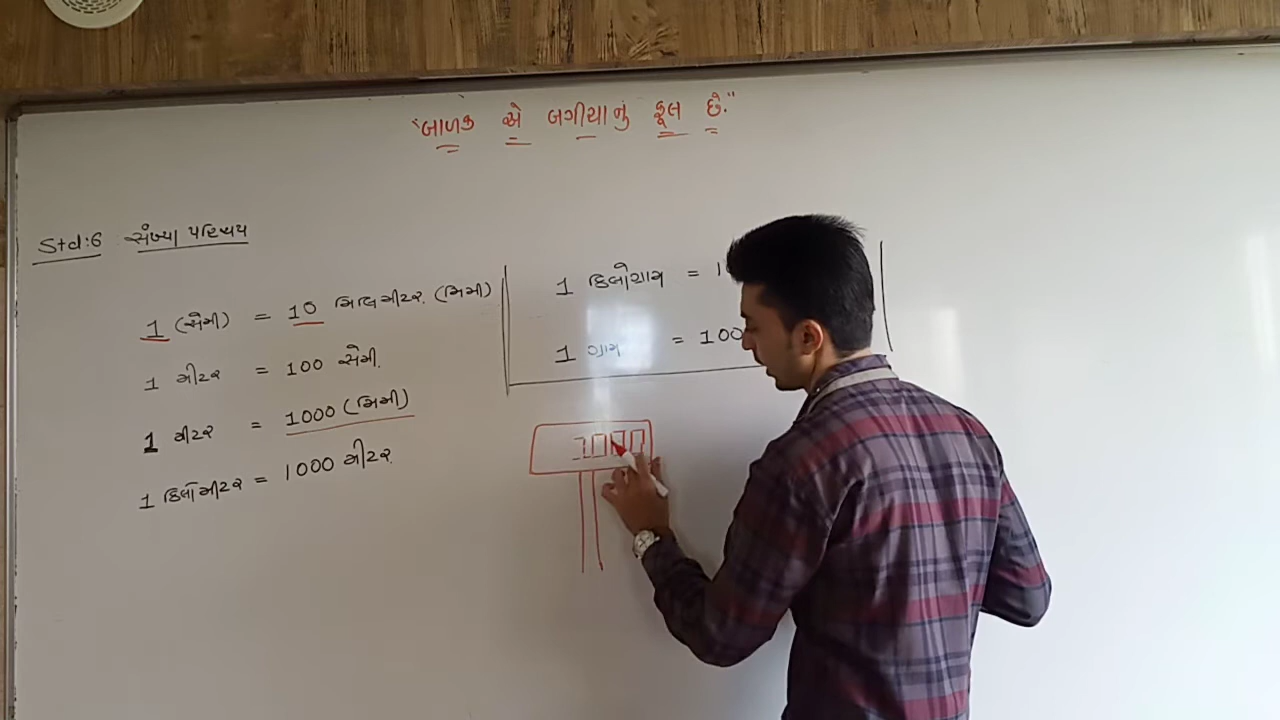 "બાળક એ બગીચાનું ફૂલ છે."
Std:6 સંખ્યા પરિચય
1 (સેમી) = 10 મિલિમીટર. (મિમી)
1 મીટર = 100 સેમી.
1 મીટર = 1000 (મિમી)
1 કિલોમીટર = 1000 મીટર.
1 કિલોગ્રામ =
1 ગ્રામ = 100
1000